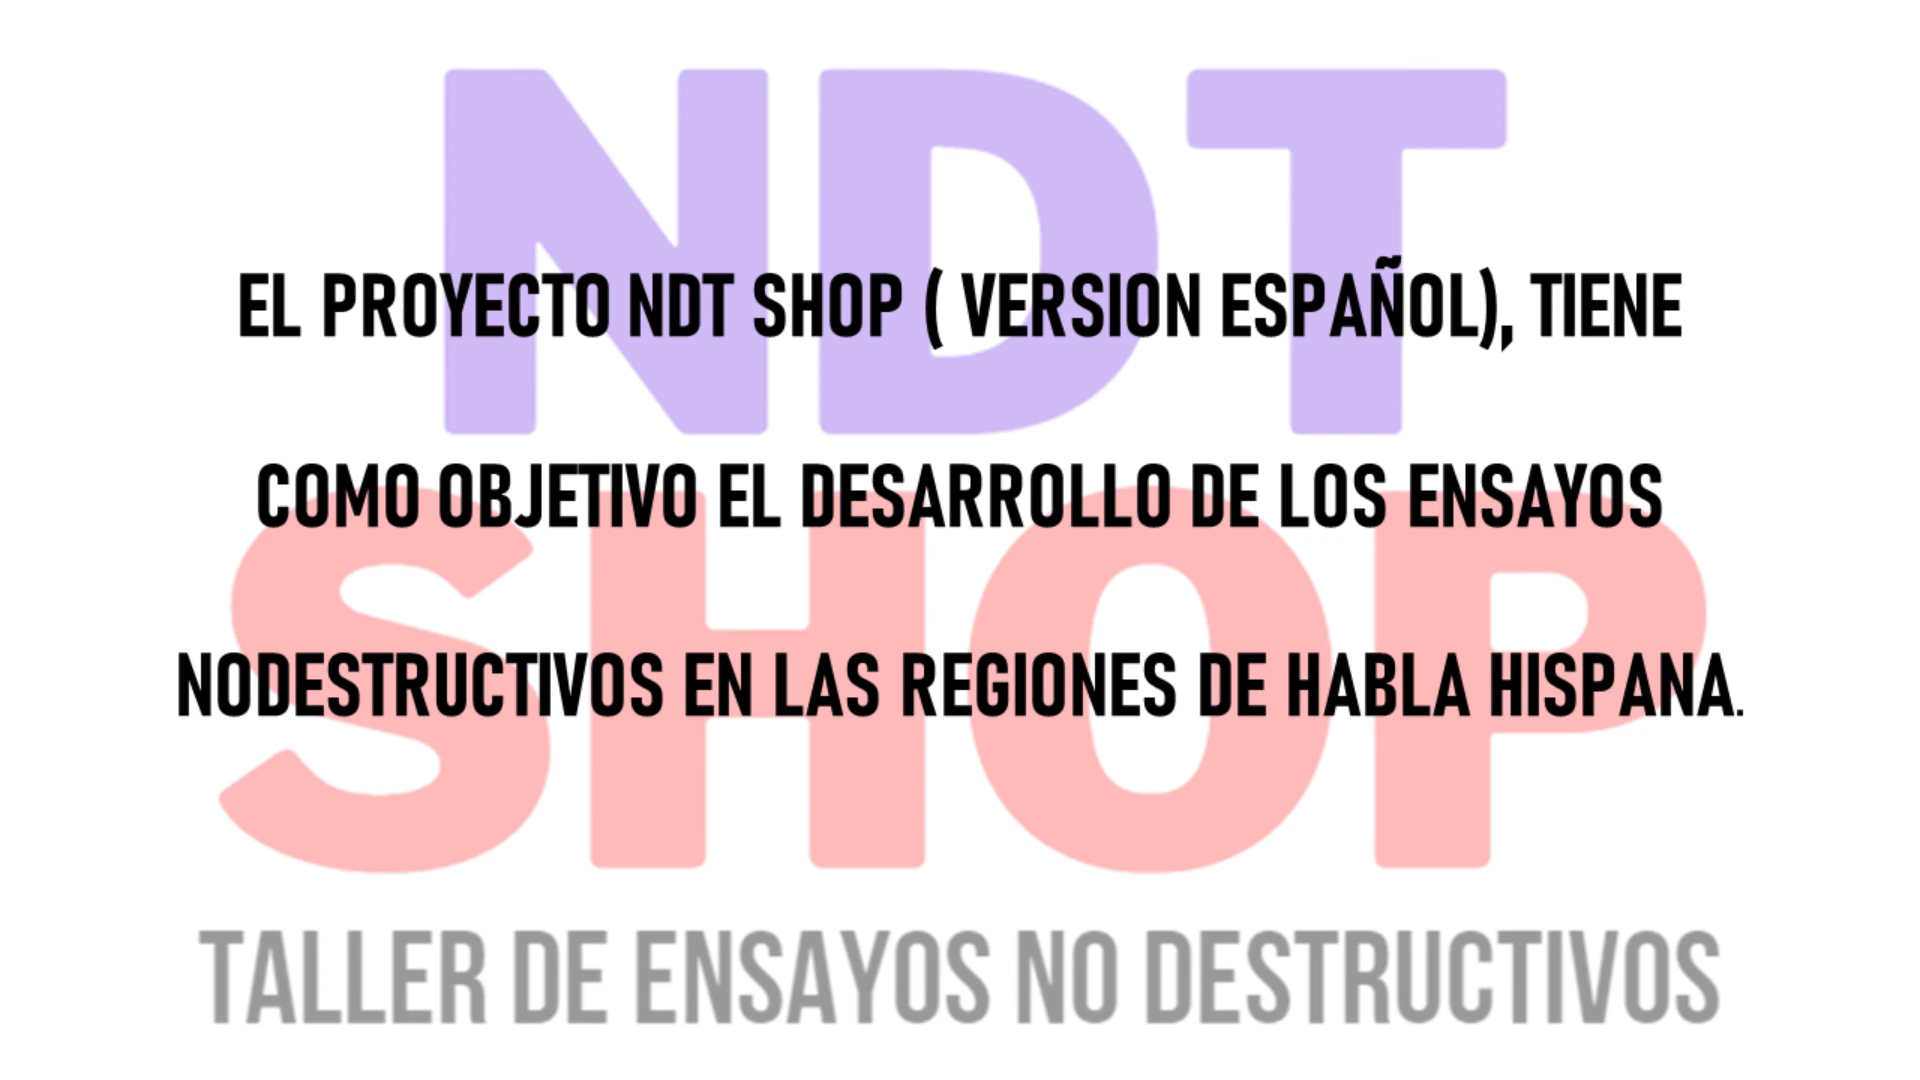 NDT
EL PROYECTO NDT SHOP ( VERSION ESPAÑOL), TIENE
COMO OBJETIVO EL DESARROLLO DE LOS ENSAYOS
SHOP
NODESTRUCTIVOS EN LAS REGIONES DE HABLA HISPANA.
TALLER DE ENSAYOS NO DESTRUCTIVOS